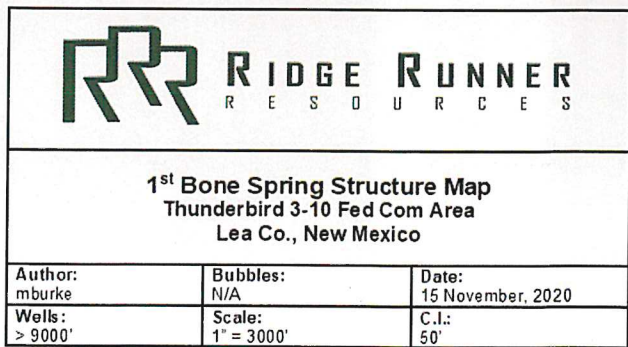 RRR RIDGE RUNNER
RESOURCES
1st Bone Spring Structure Map
Thunderbird 3-10 Fed Com Area
Lea Co., New Mexico
Author: Bubbles: Date:
mburke N/A 15 November, 2020
Wells: Scale: C.I.:
> 9000' 1" = 3000' 50'